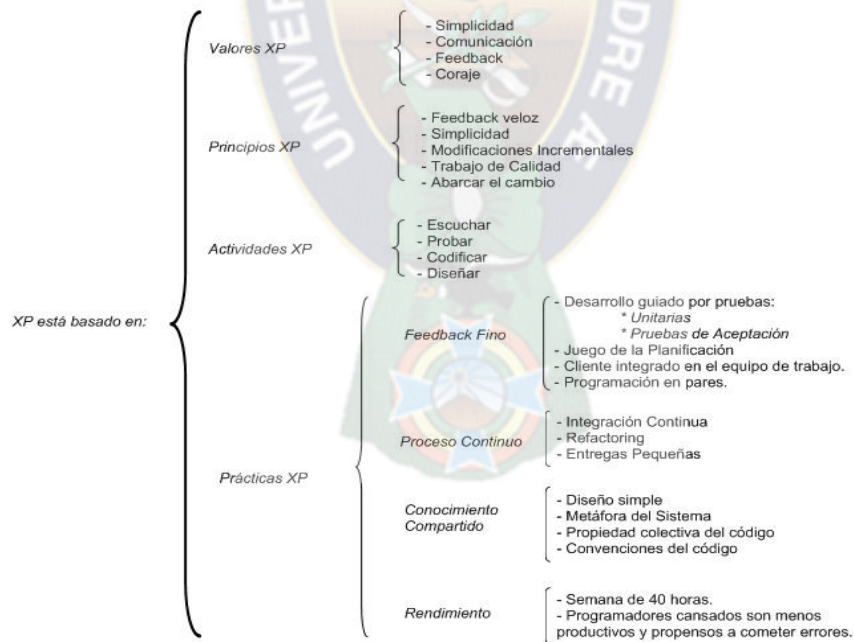 Valores XP
- Simplicidad
- Comunicación
- Feedback
- Coraje
Principios XP
- Feedback veloz
- Simplicidad
- Modificaciones Incrementales
- Trabajo de Calidad
- Abarcar el cambio
Actividades XP
- Escuchar
- Probar
- Codificar
- Diseñar
XP está basado en:
Prácticas XP
Feedback Fino
- Desarrollo guiado por pruebas:
* Unitarias
* Pruebas de Aceptación
- Juego de la Planificación
- Cliente integrado en el equipo de trabajo.
- Programación en pares.
Proceso Continuo
- Integración Continua
- Refactoring
- Entregas Pequeñas
Conocimiento
Compartido
- Diseño simple
- Metáfora del Sistema
- Propiedad colectiva del código
- Convenciones del código
Rendimiento
- Semana de 40 horas.
- Programadores cansados son menos
productivos y propensos a cometer errores.
UNIVER
DRE